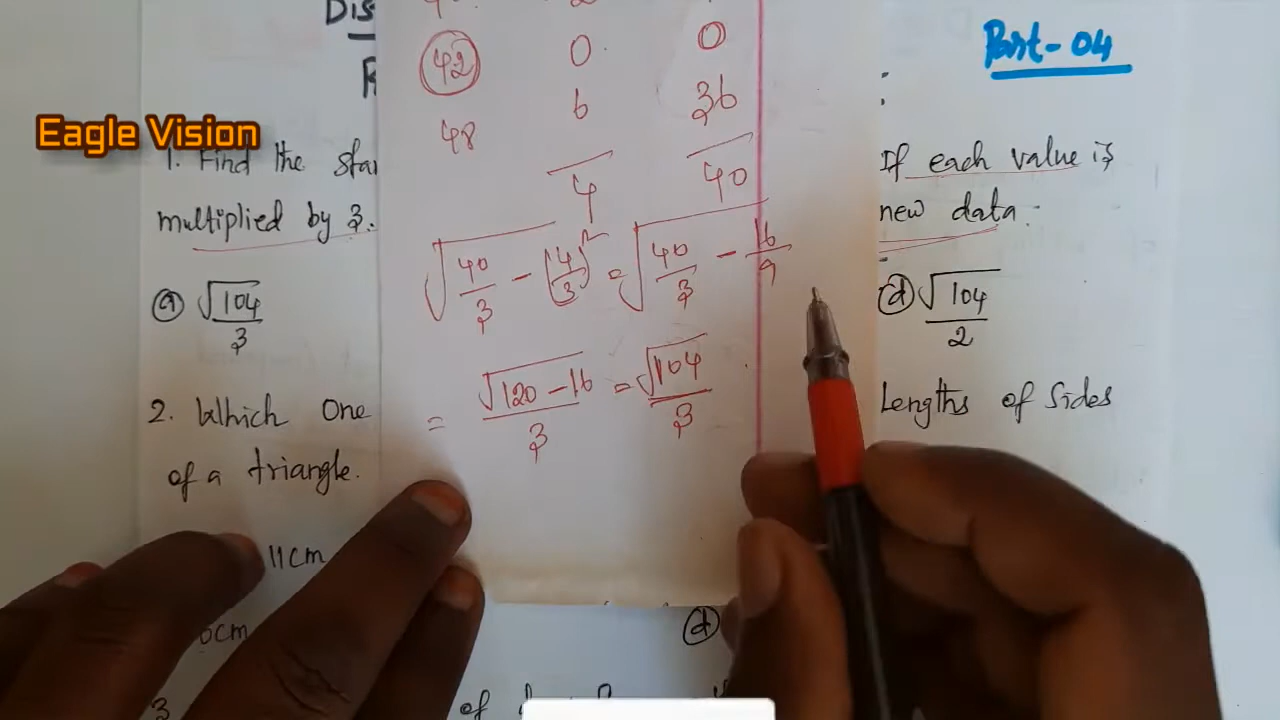 Part-04
42 0 0
48 6 36
4 40
Eagle Vision
1. Find the If each value is
multiplied by 3. new data.
√40/3 - (4/3)² = √40/3 - 16/9
= √120-16/3 = √104/3
ⓐ √104/3 ⓓ √104/2
2. Which One Lengths of Sides
of a triangle.
11cm
ⓓ
3 of